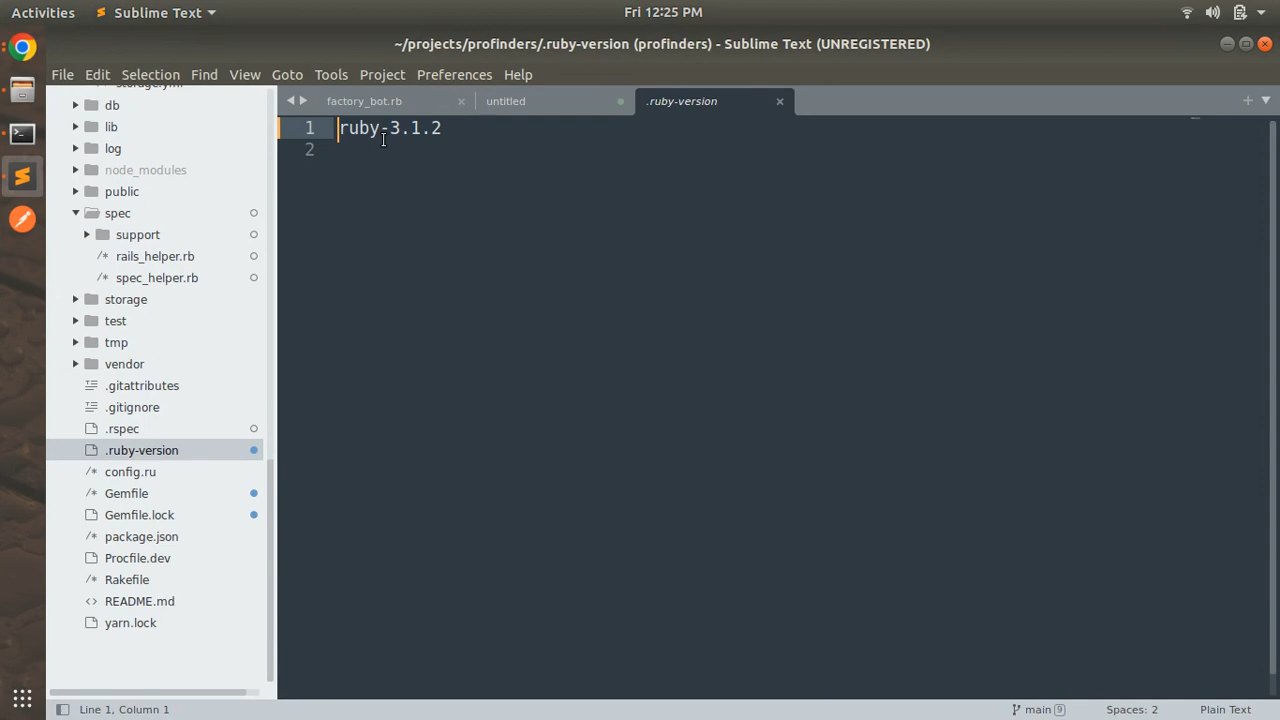 Activities
Sublime Text
Fri 12:25 PM
~/projects/profinders/.ruby-version (profinders) - Sublime Text (UNREGISTERED)
File Edit Selection Find View Goto Tools Project Preferences Help
storage.yml
db
lib
log
node_modules
public
spec
support
/* rails_helper.rb
/* spec_helper.rb
storage
test
tmp
vendor
.gitattributes
.gitignore
.rspec
.ruby-version
/* config.ru
/* Gemfile
Gemfile.lock
/* package.json
Procfile.dev
/* Rakefile
<> README.md
yarn.lock
factory_bot.rb
untitled
.ruby-version
1 ruby-3.1.2
2
Line 1, Column 1
main 9
Spaces: 2
Plain Text